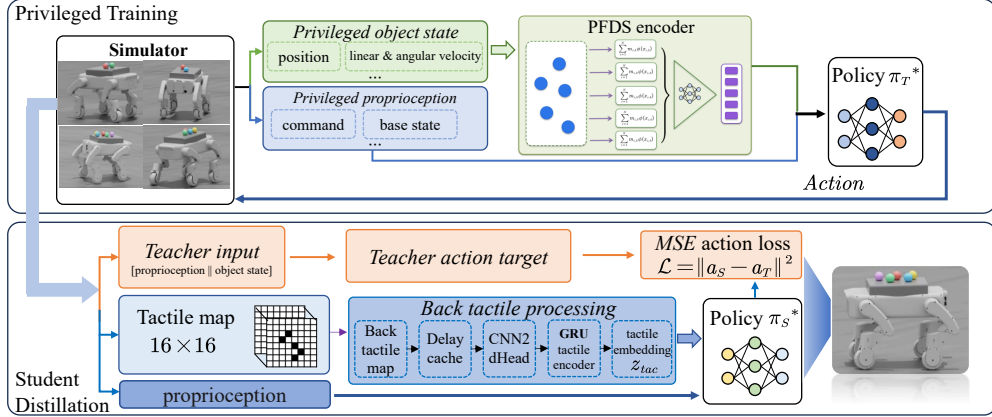 Privileged Training
Simulator
Privileged object state
position
linear & angular velocity
...
Privileged proprioception
command
base state
...
PFDS encoder
Policy π_T*
Action
Student
Distillation
Teacher input
[proprioception || object state]
Teacher action target
MSE action loss
ℒ = ‖a_S − a_T‖²
Tactile map
16 × 16
Back tactile processing
Back
tactile
map
Delay
cache
CNN2
dHead
GRU
tactile
encoder
tactile
embedding
z_tac
Policy π_S*
proprioception